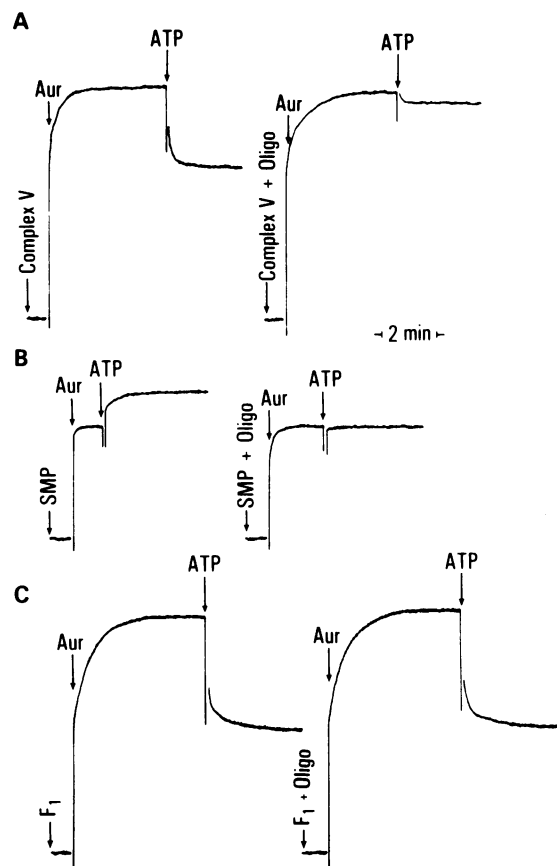 A
ATP
Aur
Complex V
ATP
Aur
Complex V + Oligo
2 min
B
Aur
ATP
SMP
Aur
ATP
SMP + Oligo
C
ATP
Aur
F₁
ATP
Aur
F₁ + Oligo